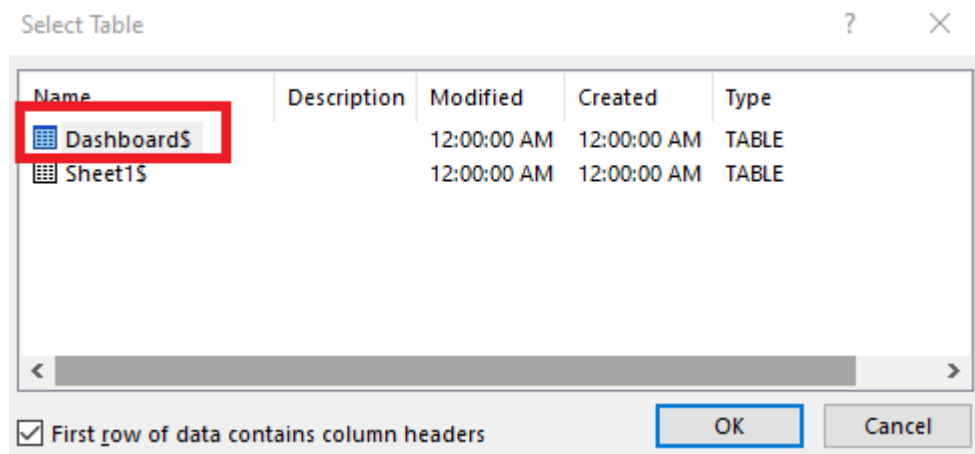 Select Table ?
Name Description Modified Created Type
Dashboard$ 12:00:00 AM 12:00:00 AM TABLE
Sheet1$ 12:00:00 AM 12:00:00 AM TABLE
First row of data contains column headers OK Cancel